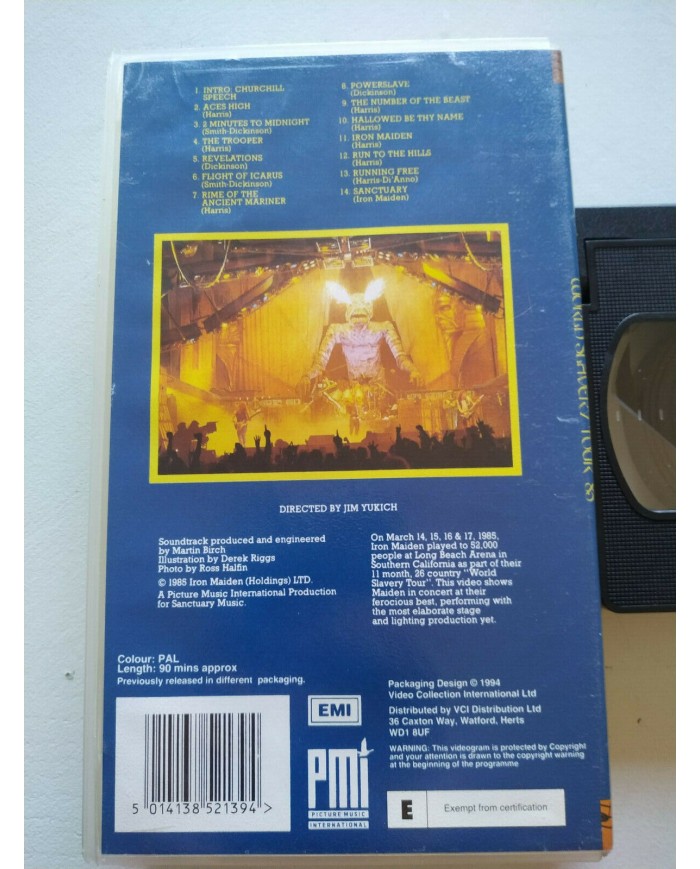 1. INTRO: CHURCHILL
SPEECH
2. ACES HIGH
(Harris)
3. 2 MINUTES TO MIDNIGHT
(Smith-Dickinson)
4. THE TROOPER
(Harris)
5. REVELATIONS
(Dickinson)
6. FLIGHT OF ICARUS
(Smith-Dickinson)
7. RIME OF THE
ANCIENT MARINER
(Harris)
8. POWERSLAVE
(Dickinson)
9. THE NUMBER OF THE BEAST
(Harris)
10. HALLOWED BE THY NAME
(Harris)
11. IRON MAIDEN
(Harris)
12. RUN TO THE HILLS
(Harris)
13. RUNNING FREE
(Harris-Di'Anno)
14. SANCTUARY
(Iron Maiden)
DIRECTED BY JIM YUKICH
Soundtrack produced and engineered
by Martin Birch
Illustration by Derek Riggs
Photo by Ross Halfin
© 1985 Iron Maiden (Holdings) LTD.
A Picture Music International Production
for Sanctuary Music.
On March 14, 15, 16 & 17, 1985,
Iron Maiden played to 52,000
people at Long Beach Arena in
Southern California as part of their
11 month, 26 country "World
Slavery Tour". This video shows
Maiden in concert at their
ferocious best, performing with
the most elaborate stage
and lighting production yet.
Colour: PAL
Length: 90 mins approx
Previously released in different packaging.
5 014138 521394 >
EMI
PMI
PICTURE MUSIC
INTERNATIONAL
Packaging Design © 1994
Video Collection International Ltd
Distributed by VCI Distribution Ltd
36 Caxton Way, Watford, Herts
WD1 8UF
WARNING: This videogram is protected by Copyright
and your attention is drawn to the copyright warning
at the beginning of the programme
E Exempt from certification
WORLD SLAVERY TOUR '85